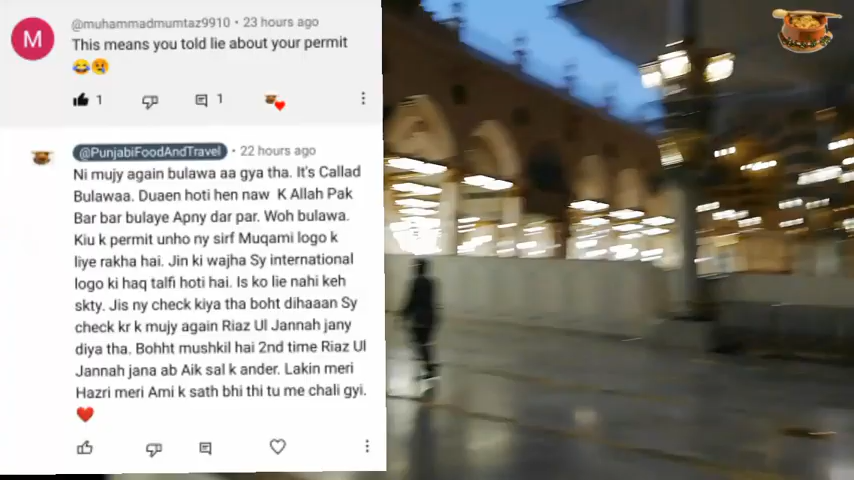 @muhammadmumtaz9910 • 23 hours ago
M
This means you told lie about your permit
😂😢
1
1
@PunjabiFoodAndTravel • 22 hours ago
Ni mujy again bulawa aa gya tha. It's Callad
Bulawaa. Duaen hoti hen naw K Allah Pak
Bar bar bulaye Apny dar par. Woh bulawa.
Kiu k permit unho ny sirf Muqami logo k
liye rakha hai. Jin ki wajha Sy international
logo ki haq talfi hoti hai. Is ko lie nahi keh
skty. Jis ny check kiya tha boht dihaaan Sy
check kr k mujy again Riaz Ul Jannah jany
diya tha. Bohht mushkil hai 2nd time Riaz Ul
Jannah jana ab Aik sal k ander. Lakin meri
Hazri meri Ami k sath bhi thi tu me chali gyi.
❤️